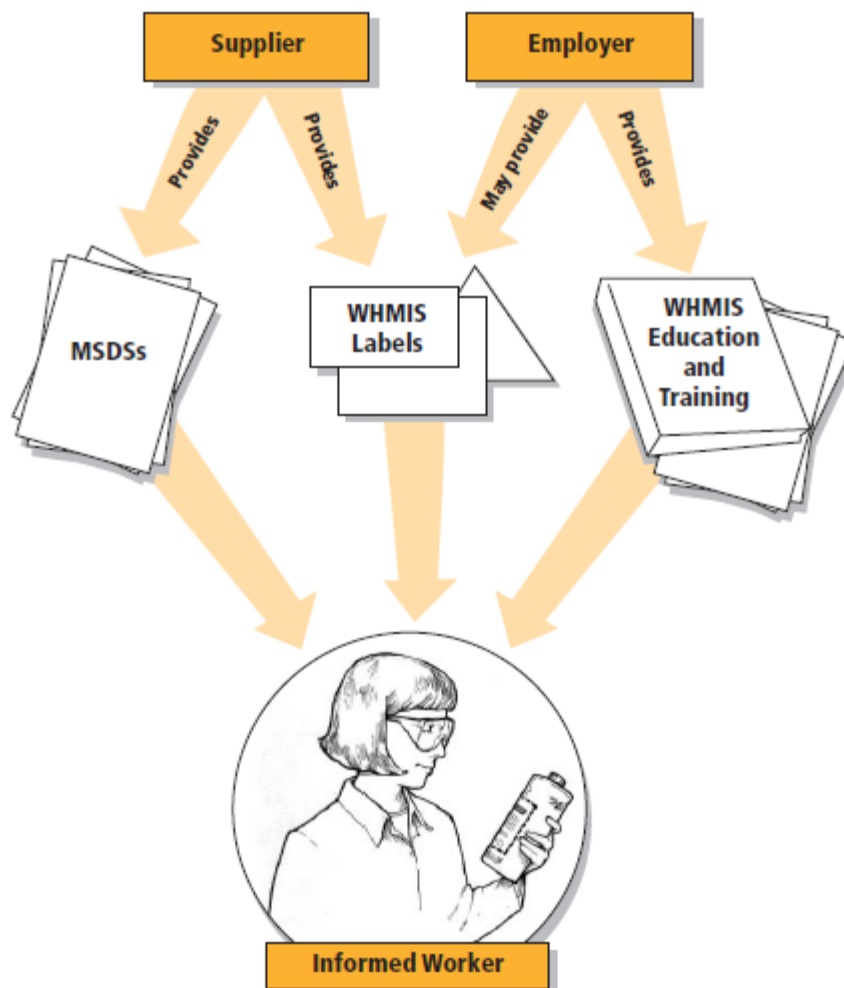 Supplier
Employer
Provides
Provides
May provide
Provides
MSDSs
WHMIS
Labels
WHMIS
Education
and
Training
Informed Worker